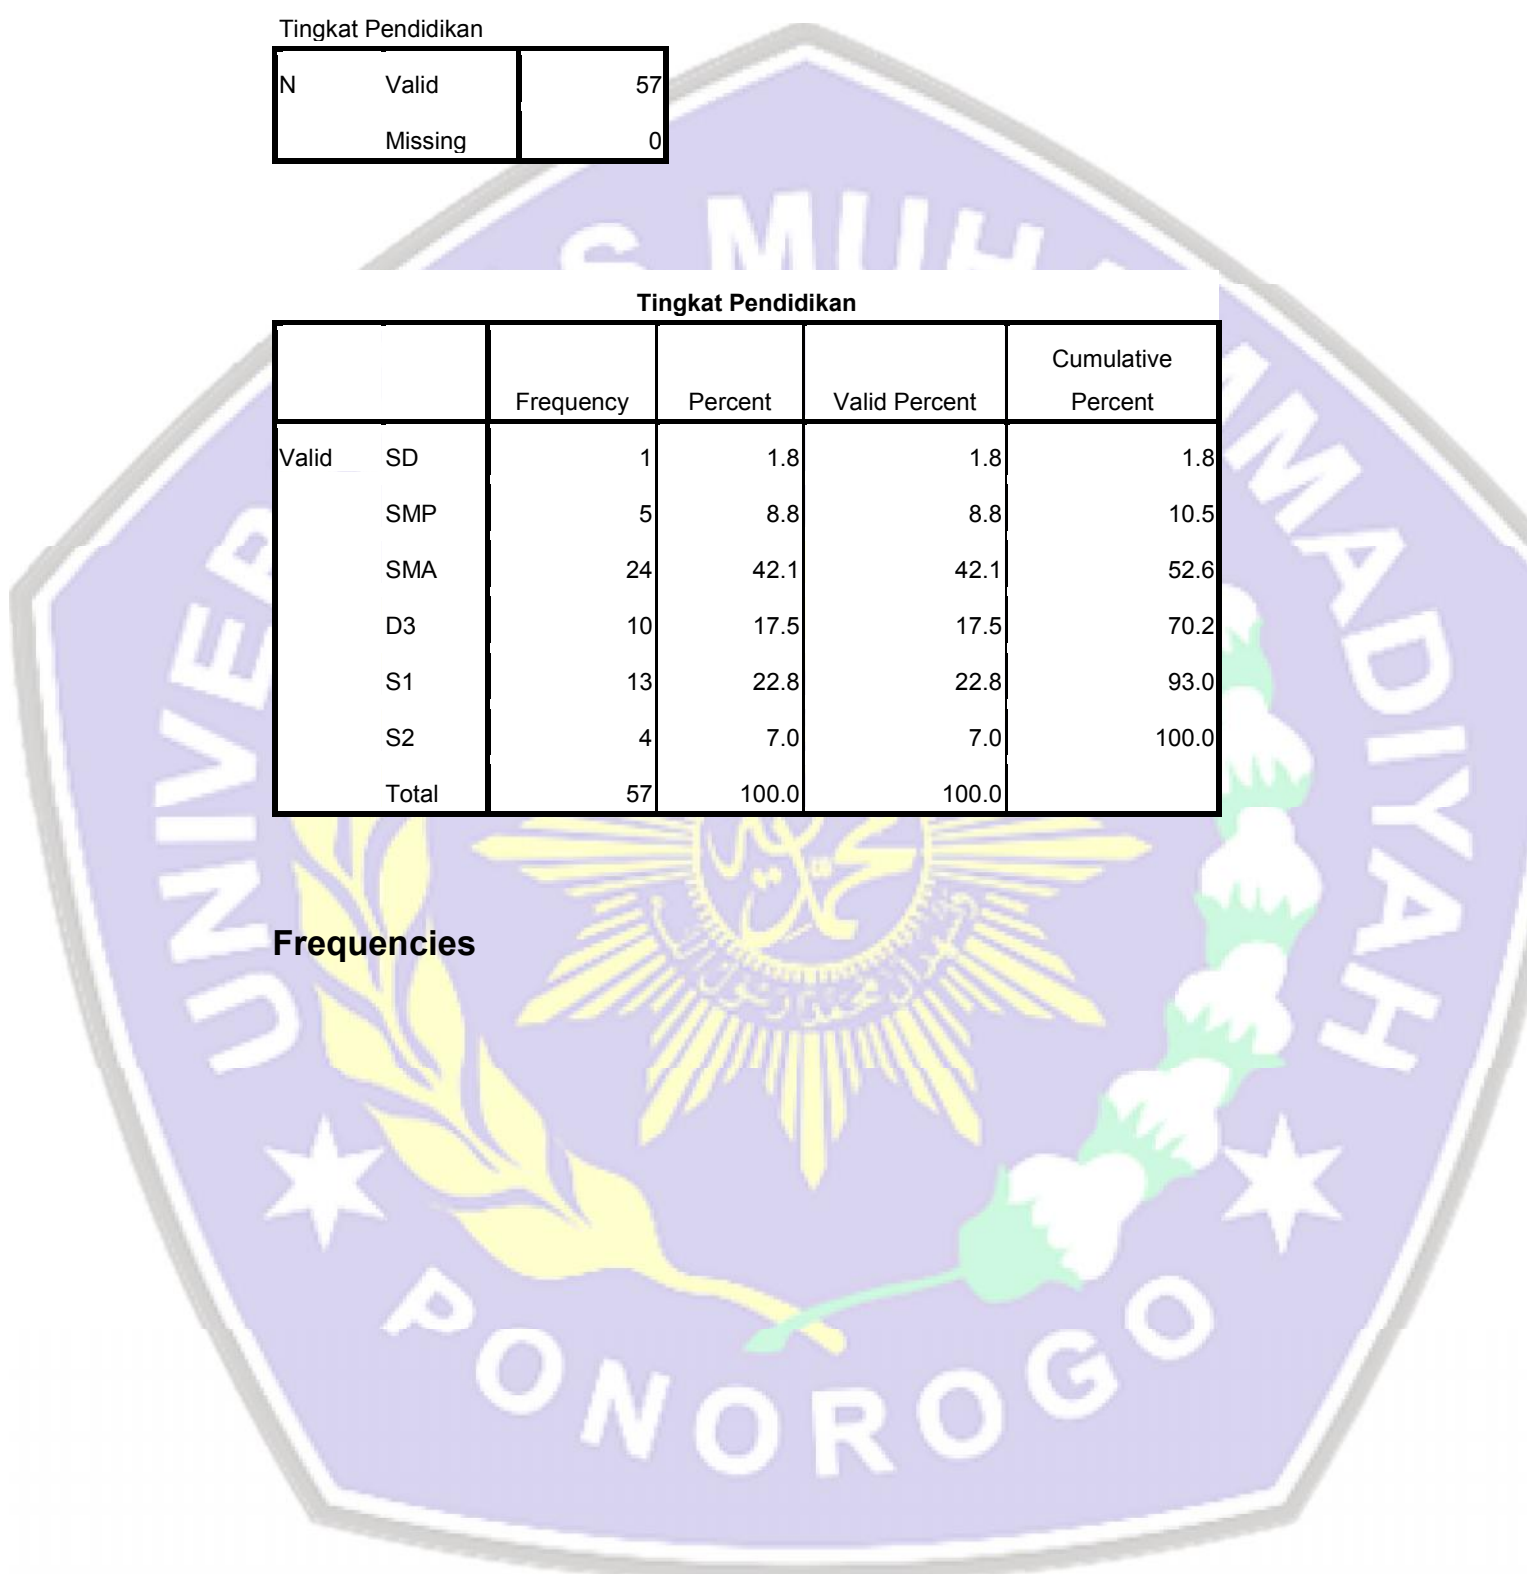 Tingkat Pendidikan
N Valid 57
Missing 0
Tingkat Pendidikan
Frequency Percent Valid Percent Cumulative Percent
Valid SD 1 1.8 1.8 1.8
SMP 5 8.8 8.8 10.5
SMA 24 42.1 42.1 52.6
D3 10 17.5 17.5 70.2
S1 13 22.8 22.8 93.0
S2 4 7.0 7.0 100.0
Total 57 100.0 100.0
Frequencies
PONOROGO